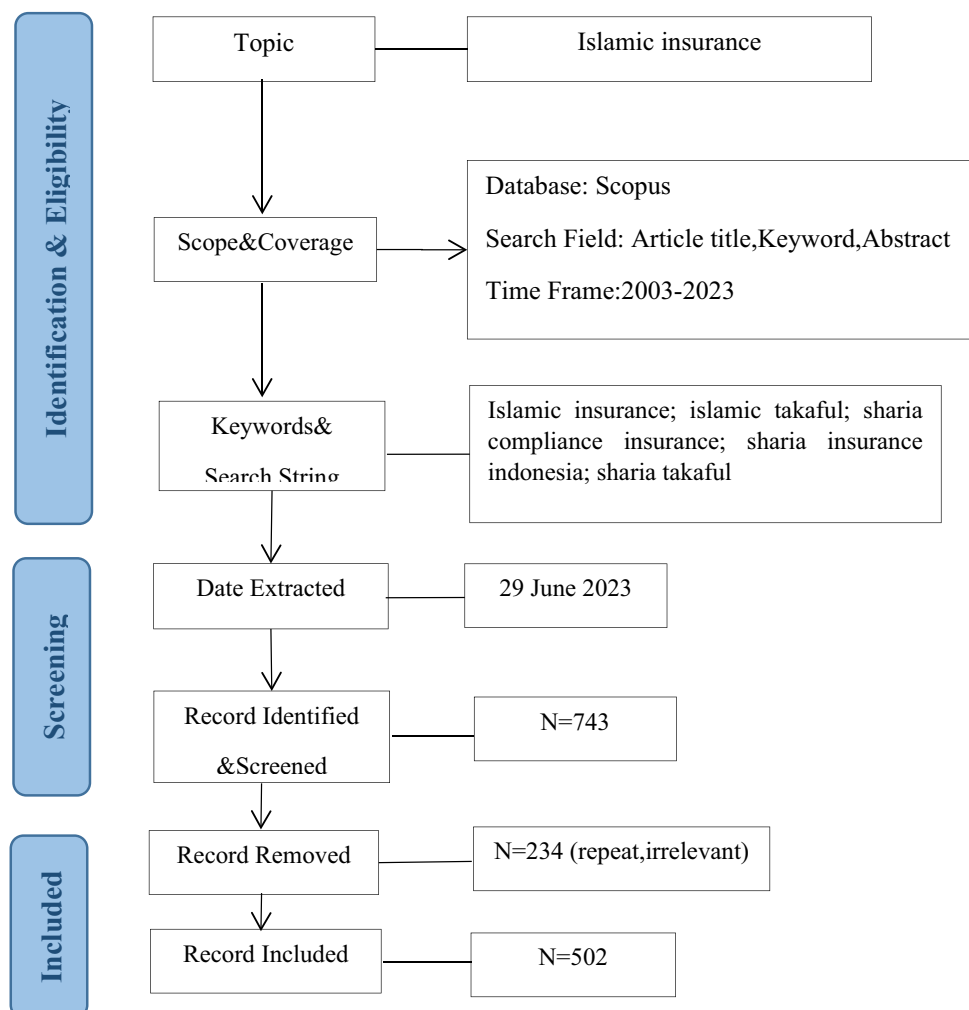 Identification & Eligibility
Topic
Islamic insurance
Scope&Coverage
Database: Scopus
Search Field: Article title,Keyword,Abstract
Time Frame:2003-2023
Keywords&
Search String
Islamic insurance; islamic takaful; sharia
compliance insurance; sharia insurance
indonesia; sharia takaful
Screening
Date Extracted
29 June 2023
Record Identified
&Screened
N=743
Included
Record Removed
N=234 (repeat,irrelevant)
Record Included
N=502